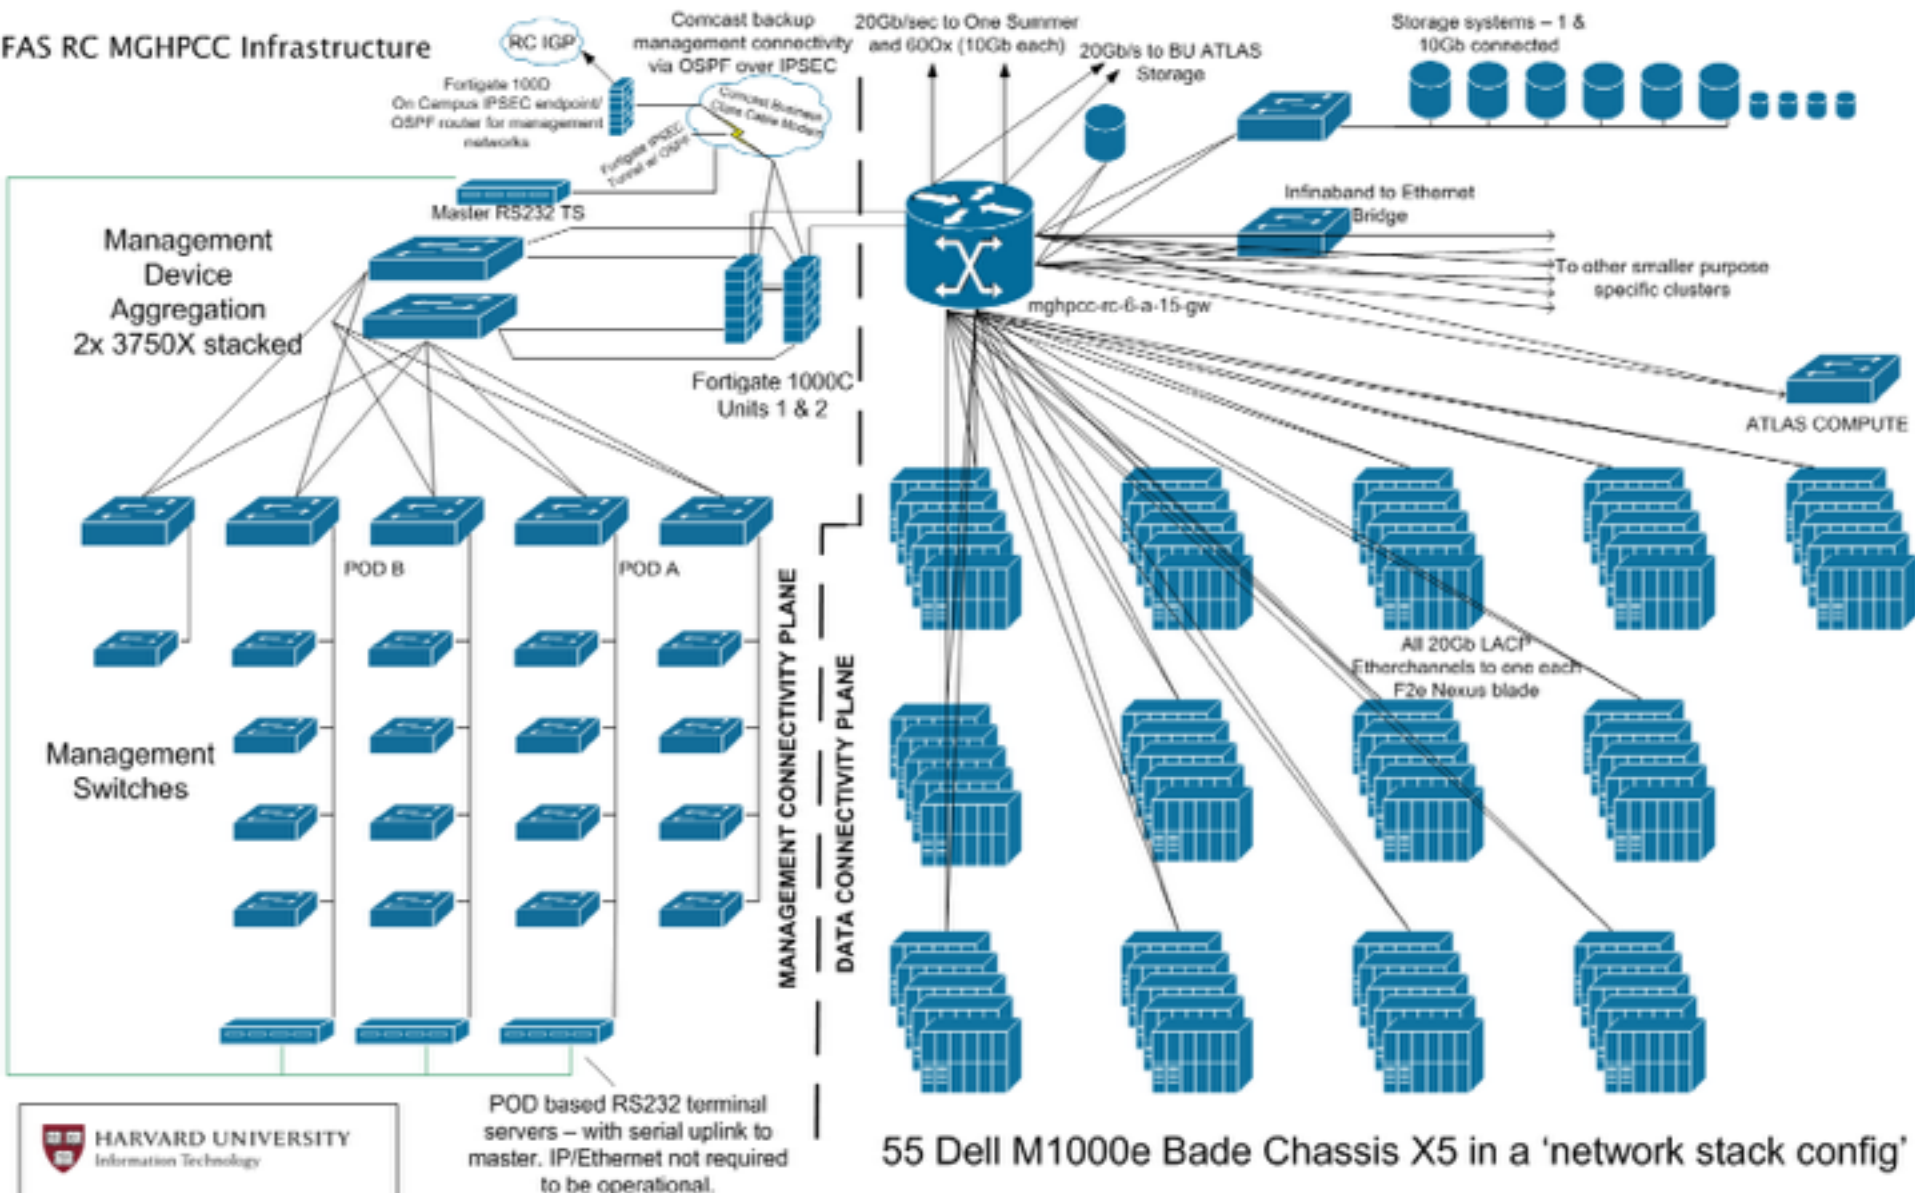 FAS RC MGHPCC Infrastructure
RC IGP
Fortigate 100D
On Campus IPSEC endpoint/
OSPF router for management
networks
Comcast backup
management connectivity
via OSPF over IPSEC
Comcast Business
Class Cable Modem
Fortigate IPSEC
Tunnel w/ OSPF
20Gb/sec to One Summer
and 60Ox (10Gb each)
20Gb/s to BU ATLAS
Storage
Storage systems – 1 &
10Gb connected
Master RS232 TS
Management
Device
Aggregation
2x 3750X stacked
Fortigate 1000C
Units 1 & 2
Infinaband to Ethernet
Bridge
To other smaller purpose
specific clusters
mghpcc-rc-6-a-15-gw
ATLAS COMPUTE
POD B
POD A
MANAGEMENT CONNECTIVITY PLANE
DATA CONNECTIVITY PLANE
All 20Gb LACP
Etherchannels to one each
F2e Nexus blade
Management
Switches
POD based RS232 terminal
servers – with serial uplink to
master. IP/Ethernet not required
to be operational.
HARVARD UNIVERSITY
Information Technology
55 Dell M1000e Bade Chassis X5 in a ‘network stack config’